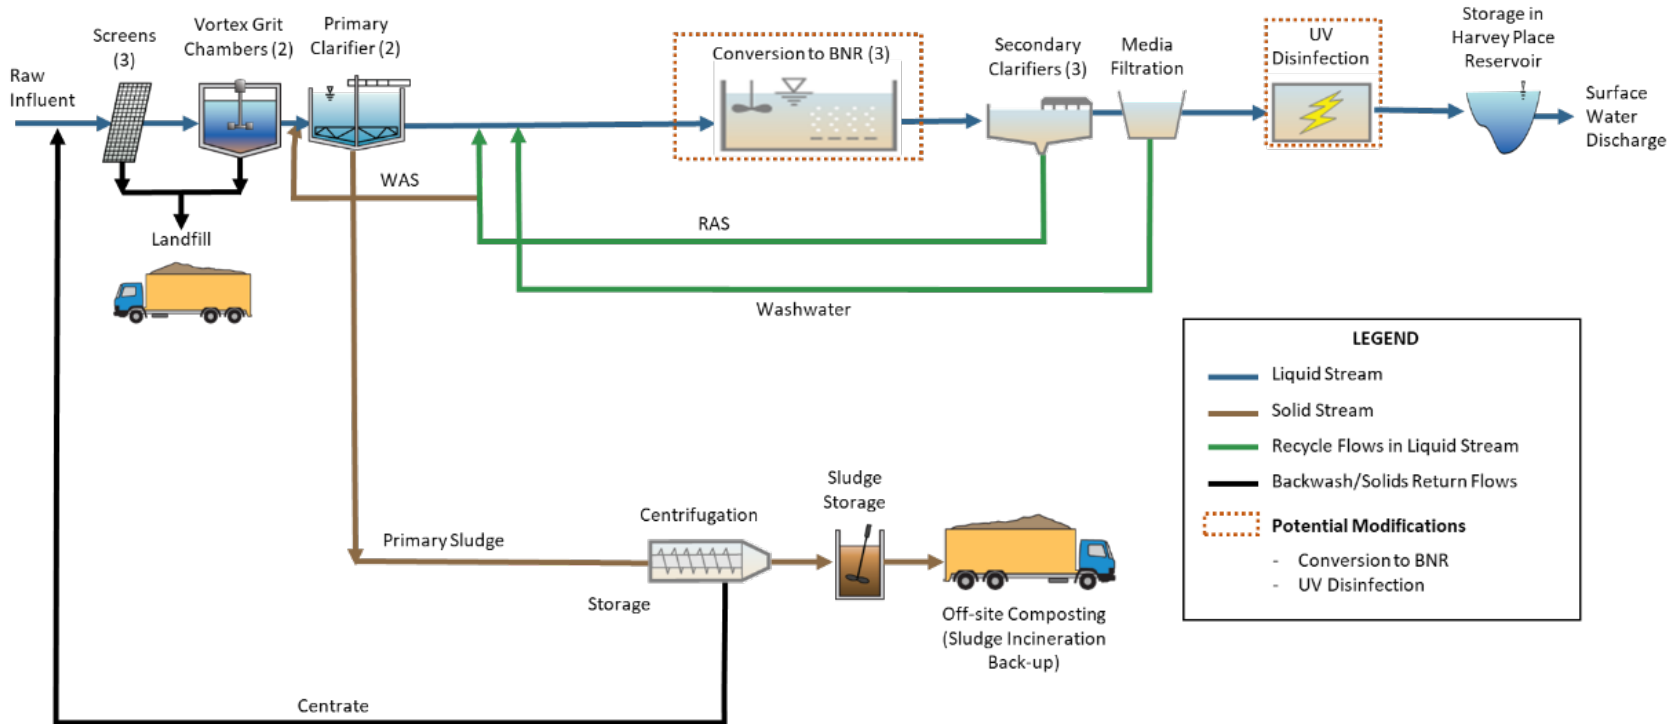 Raw
Influent
Screens
(3)
Vortex Grit
Chambers (2)
Primary
Clarifier (2)
Conversion to BNR (3)
Secondary
Clarifiers (3)
Media
Filtration
UV
Disinfection
Storage in
Harvey Place
Reservoir
Surface
Water
Discharge
WAS
RAS
Washwater
Landfill
Primary Sludge
Storage
Centrifugation
Sludge
Storage
Off-site Composting
(Sludge Incineration
Back-up)
Centrate
LEGEND
Liquid Stream
Solid Stream
Recycle Flows in Liquid Stream
Backwash/Solids Return Flows
Potential Modifications
- Conversion to BNR
- UV Disinfection